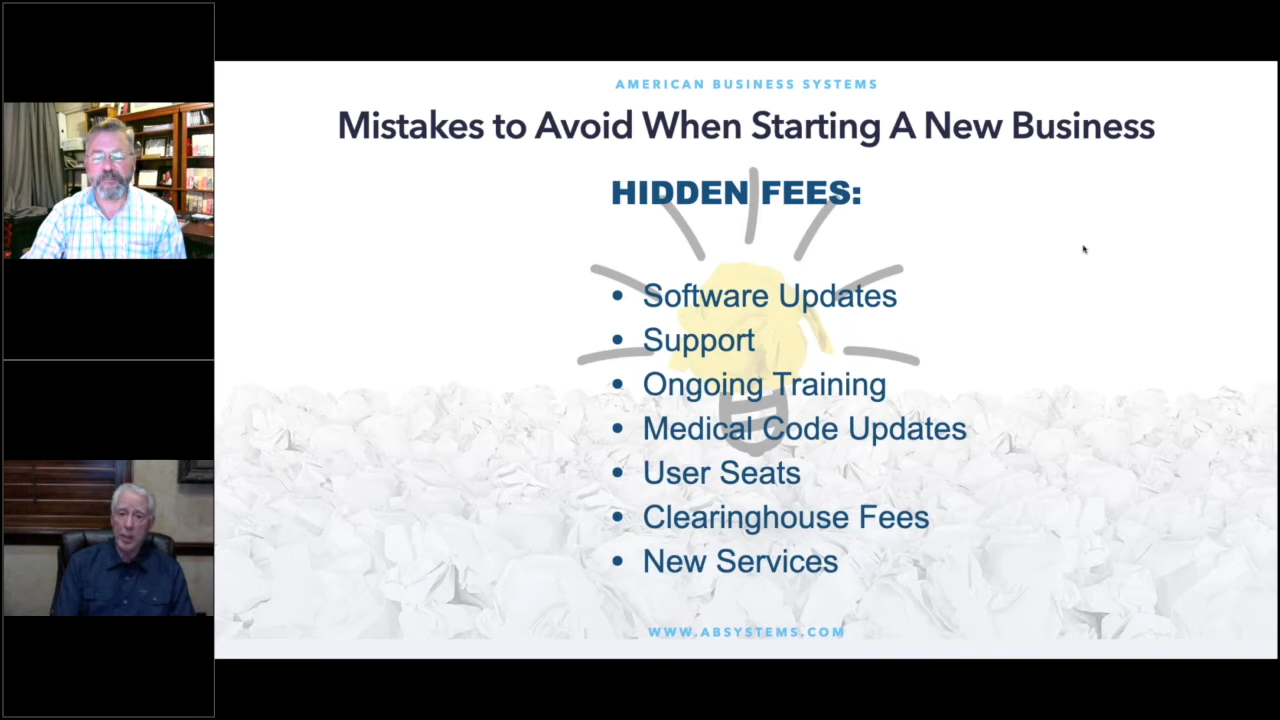 AMERICAN BUSINESS SYSTEMS
Mistakes to Avoid When Starting A New Business
HIDDEN FEES:
• Software Updates
• Support
• Ongoing Training
• Medical Code Updates
• User Seats
• Clearinghouse Fees
• New Services
WWW.ABSYSTEMS.COM